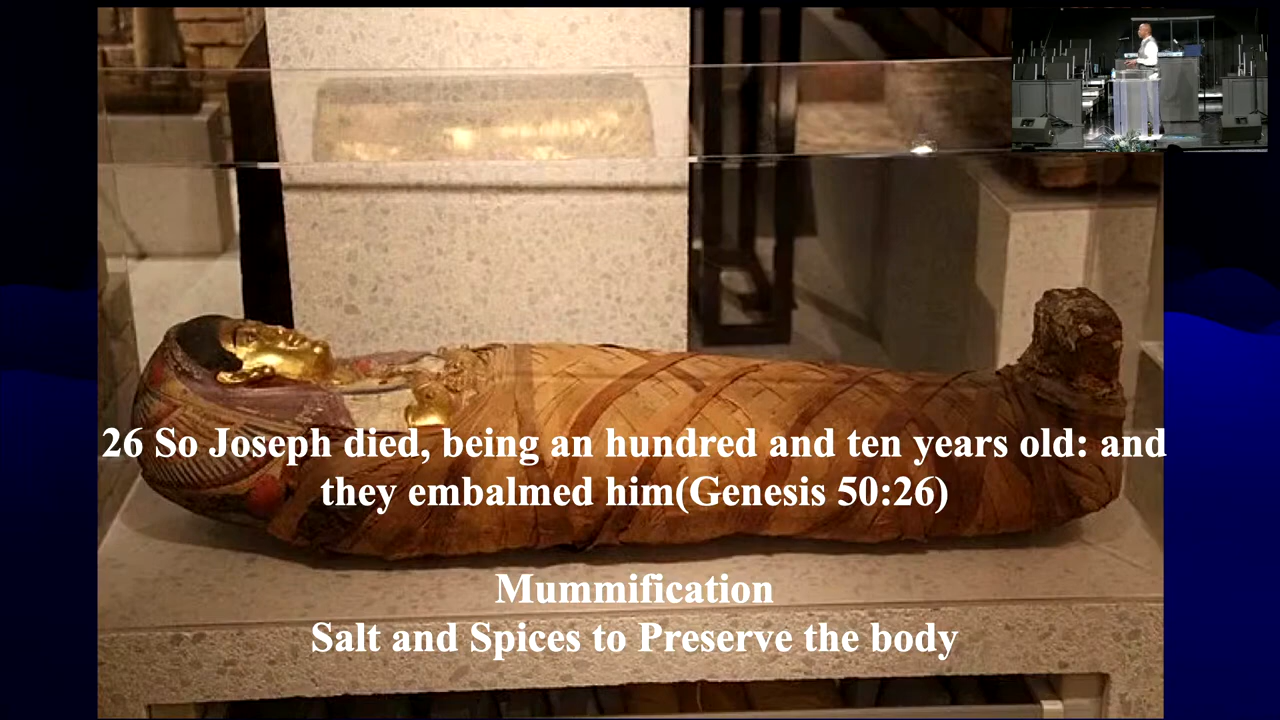 26 So Joseph died, being an hundred and ten years old: and
they embalmed him(Genesis 50:26)
Mummification
Salt and Spices to Preserve the body